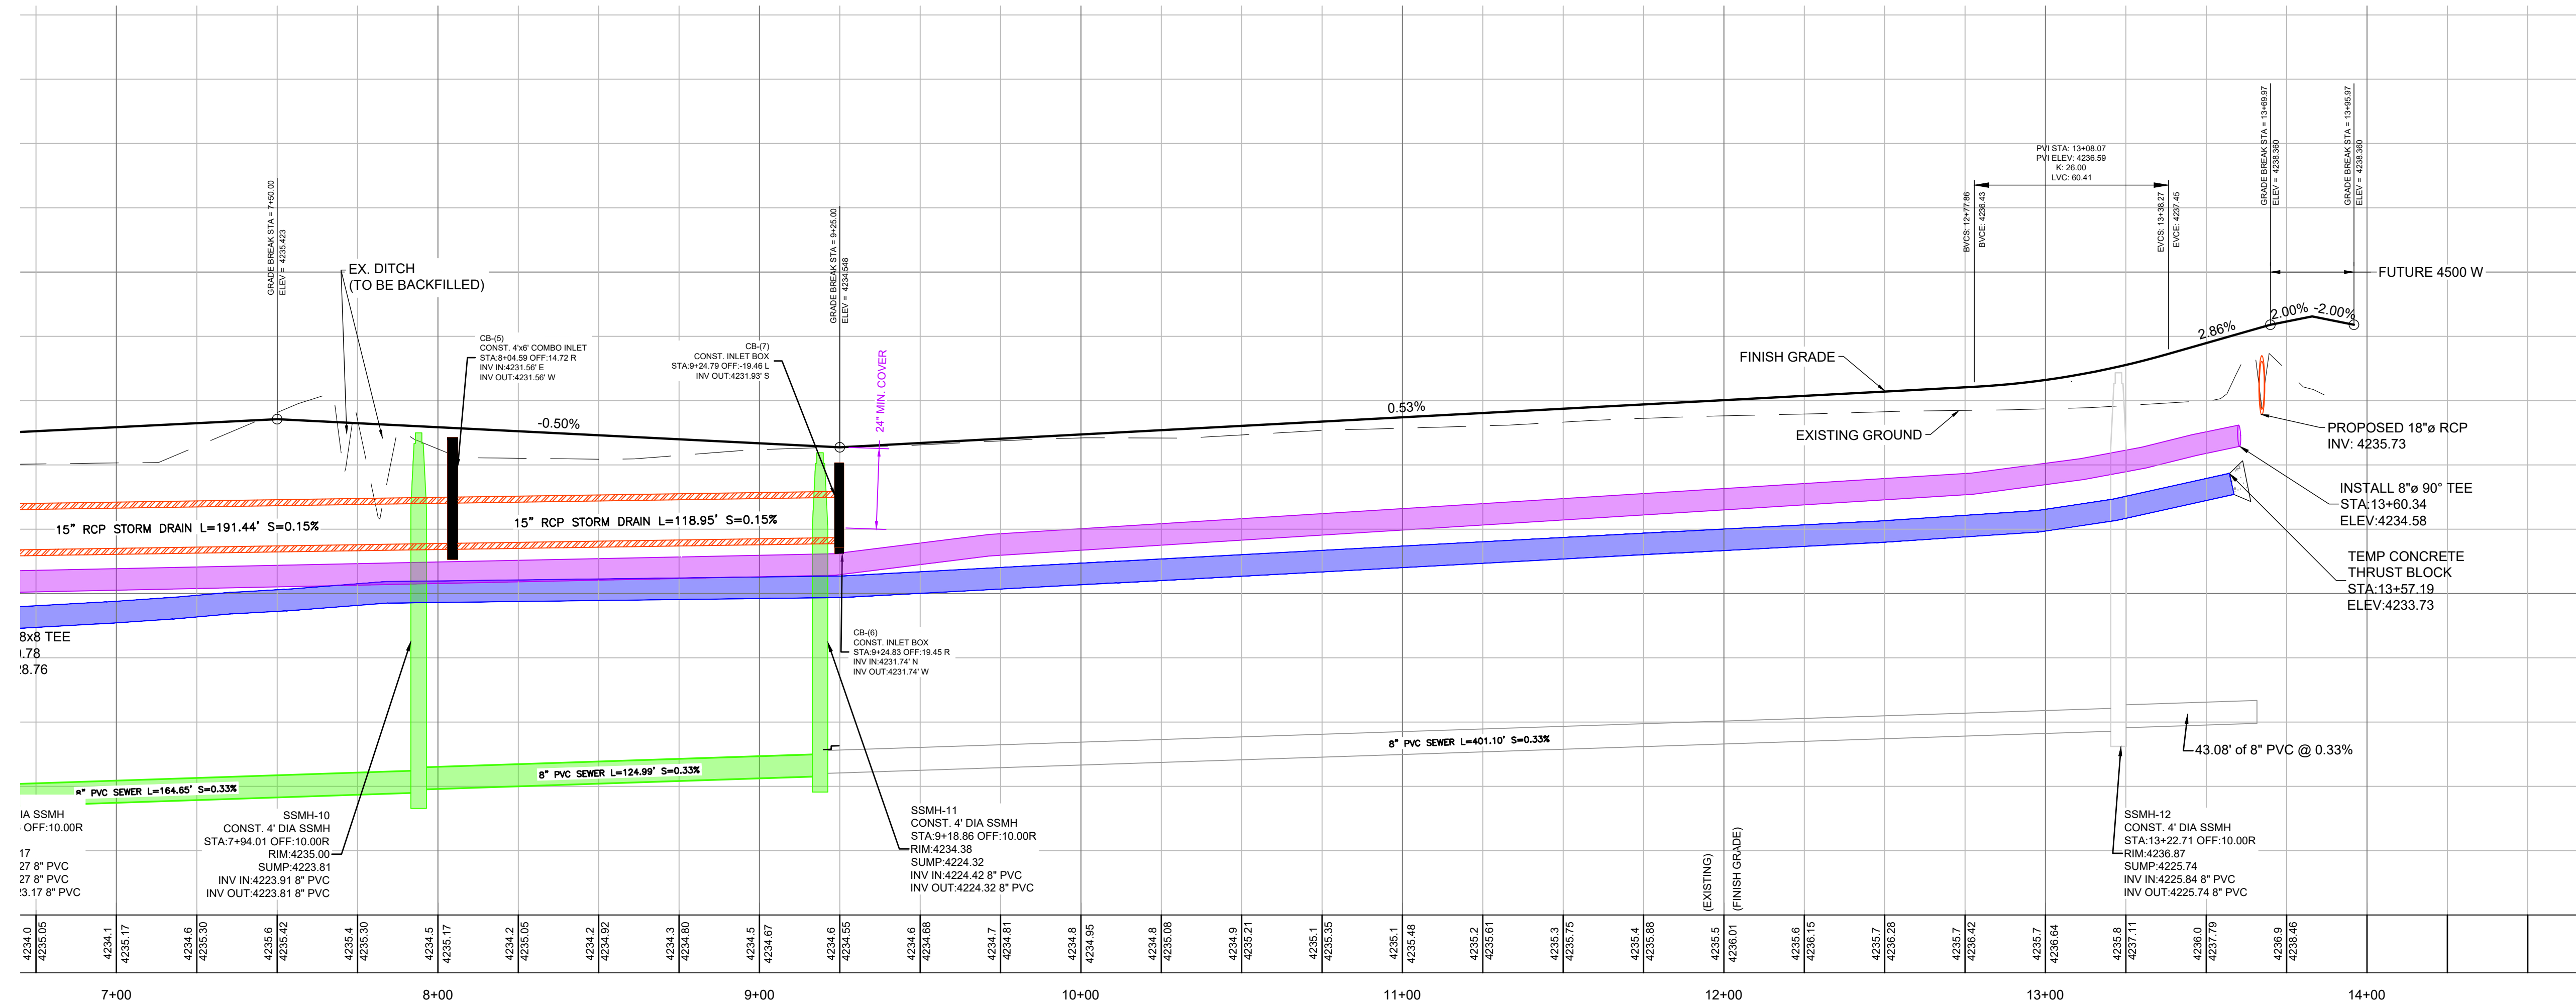 GRADE BREAK STA = 7+50.00
ELEV = 4235.423
EX. DITCH
(TO BE BACKFILLED)
CB-(5)
CONST. 4'x6' COMBO INLET
STA:8+04.59 OFF:14.72 R
INV IN:4231.56' E
INV OUT:4231.56' W
-0.50%
CB-(7)
CONST. INLET BOX
STA:9+24.79 OFF:-19.46 L
INV OUT:4231.93' S
GRADE BREAK STA = 9+25.00
ELEV = 4234.548
24" MIN. COVER
0.53%
FINISH GRADE
EXISTING GROUND
PVI STA: 13+08.07
PVI ELEV: 4236.59
K: 26.00
LVC: 60.41
BVCS: 12+77.86
BVCE: 4236.43
EVCS: 13+38.27
EVCE: 4237.45
GRADE BREAK STA = 13+69.97
ELEV = 4238.360
GRADE BREAK STA = 13+95.97
ELEV = 4238.360
FUTURE 4500 W
2.86%
2.00%
-2.00%
PROPOSED 18"ø RCP
INV: 4235.73
INSTALL 8"ø 90° TEE
STA:13+60.34
ELEV:4234.58
TEMP CONCRETE
THRUST BLOCK
STA:13+57.19
ELEV:4233.73
15" RCP STORM DRAIN L=191.44' S=0.15%
15" RCP STORM DRAIN L=118.95' S=0.15%
8x8 TEE
.78
8.76
CB-(6)
CONST. INLET BOX
STA:9+24.83 OFF:19.45 R
INV IN:4231.74' N
INV OUT:4231.74' W
8" PVC SEWER L=164.65' S=0.33%
8" PVC SEWER L=124.99' S=0.33%
8" PVC SEWER L=401.10' S=0.33%
43.08' of 8" PVC @ 0.33%
IA SSMH
OFF:10.00R
17
27 8" PVC
27 8" PVC
3.17 8" PVC
SSMH-10
CONST. 4' DIA SSMH
STA:7+94.01 OFF:10.00R
RIM:4235.00
SUMP:4223.81
INV IN:4223.91 8" PVC
INV OUT:4223.81 8" PVC
SSMH-11
CONST. 4' DIA SSMH
STA:9+18.86 OFF:10.00R
RIM:4234.38
SUMP:4224.32
INV IN:4224.42 8" PVC
INV OUT:4224.32 8" PVC
SSMH-12
CONST. 4' DIA SSMH
STA:13+22.71 OFF:10.00R
RIM:4236.87
SUMP:4225.74
INV IN:4225.84 8" PVC
INV OUT:4225.74 8" PVC
(EXISTING)
(FINISH GRADE)
4234.0
4235.05
4234.1
4235.17
4234.6
4235.30
4235.6
4235.42
4235.4
4235.30
4234.5
4235.17
4234.2
4235.05
4234.2
4234.92
4234.3
4234.80
4234.5
4234.67
4234.6
4234.55
4234.6
4234.68
4234.7
4234.81
4234.8
4234.95
4234.8
4235.08
4234.9
4235.21
4235.1
4235.35
4235.1
4235.48
4235.2
4235.61
4235.3
4235.75
4235.4
4235.88
4235.5
4236.01
4235.6
4236.15
4235.7
4236.28
4235.7
4236.42
4235.7
4236.64
4235.8
4237.11
4236.0
4237.79
4236.9
4238.46
7+00
8+00
9+00
10+00
11+00
12+00
13+00
14+00